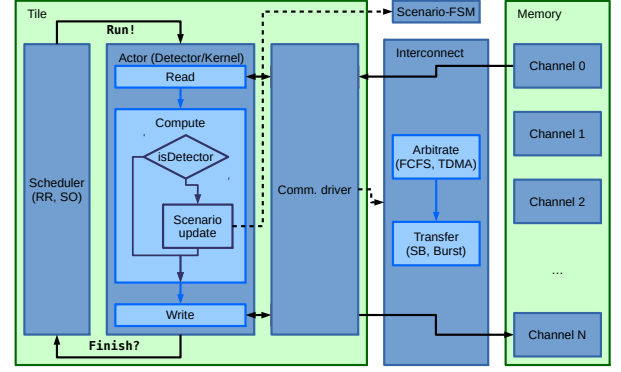 Tile
Run!
Scheduler
(RR, SO)
Finish?
Actor (Detector/Kernel)
Read
Compute
isDetector
Scenario
update
Write
Comm. driver
Scenario-FSM
Interconnect
Arbitrate
(FCFS, TDMA)
Transfer
(SB, Burst)
Memory
Channel 0
Channel 1
Channel 2
...
Channel N